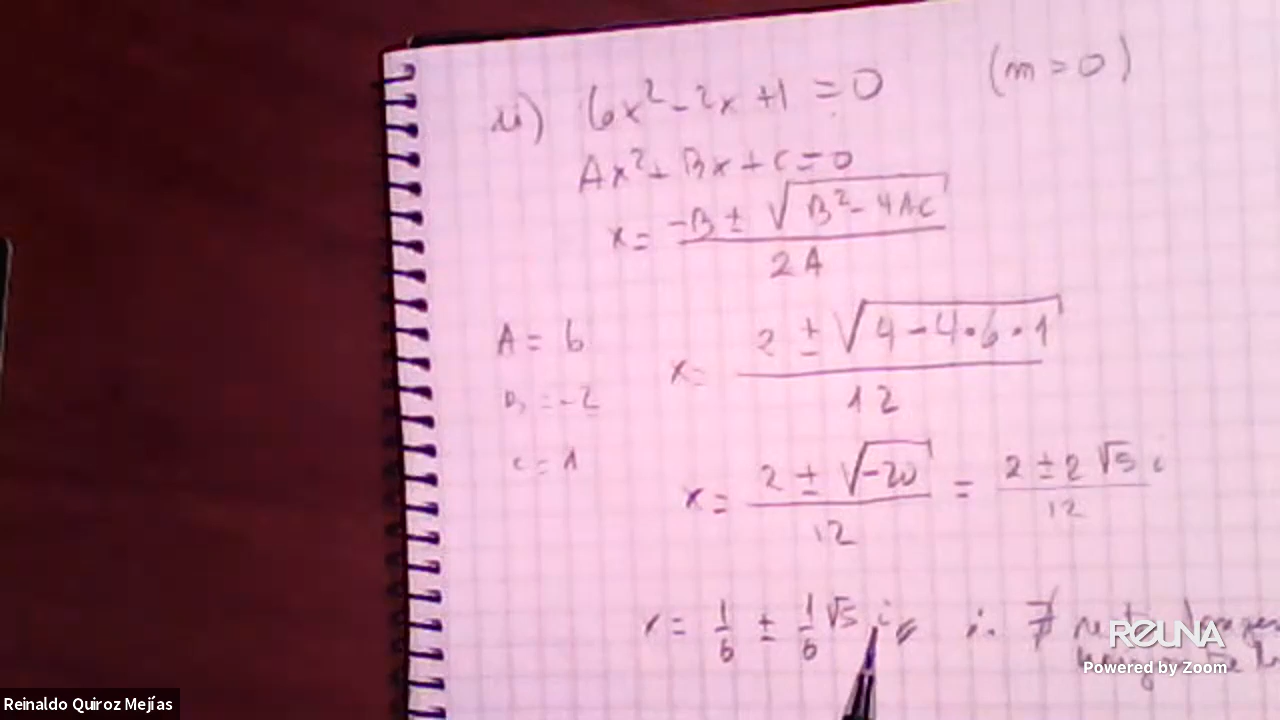 ii) 6x² - 2x + 1 = 0 (m = 0)
Ax² + Bx + C = 0
x = (-B ± √(B² - 4AC)) / 2A
A = 6
x = (2 ± √(4 - 4·6·1)) / 12
B = -2
C = 1
x = (2 ± √-20) / 12 = (2 ± 2√5 i) / 12
x = 1/6 ± 1/6 √5 i ∴ ∄
REUNA
Powered by Zoom
Reinaldo Quiroz Mejías